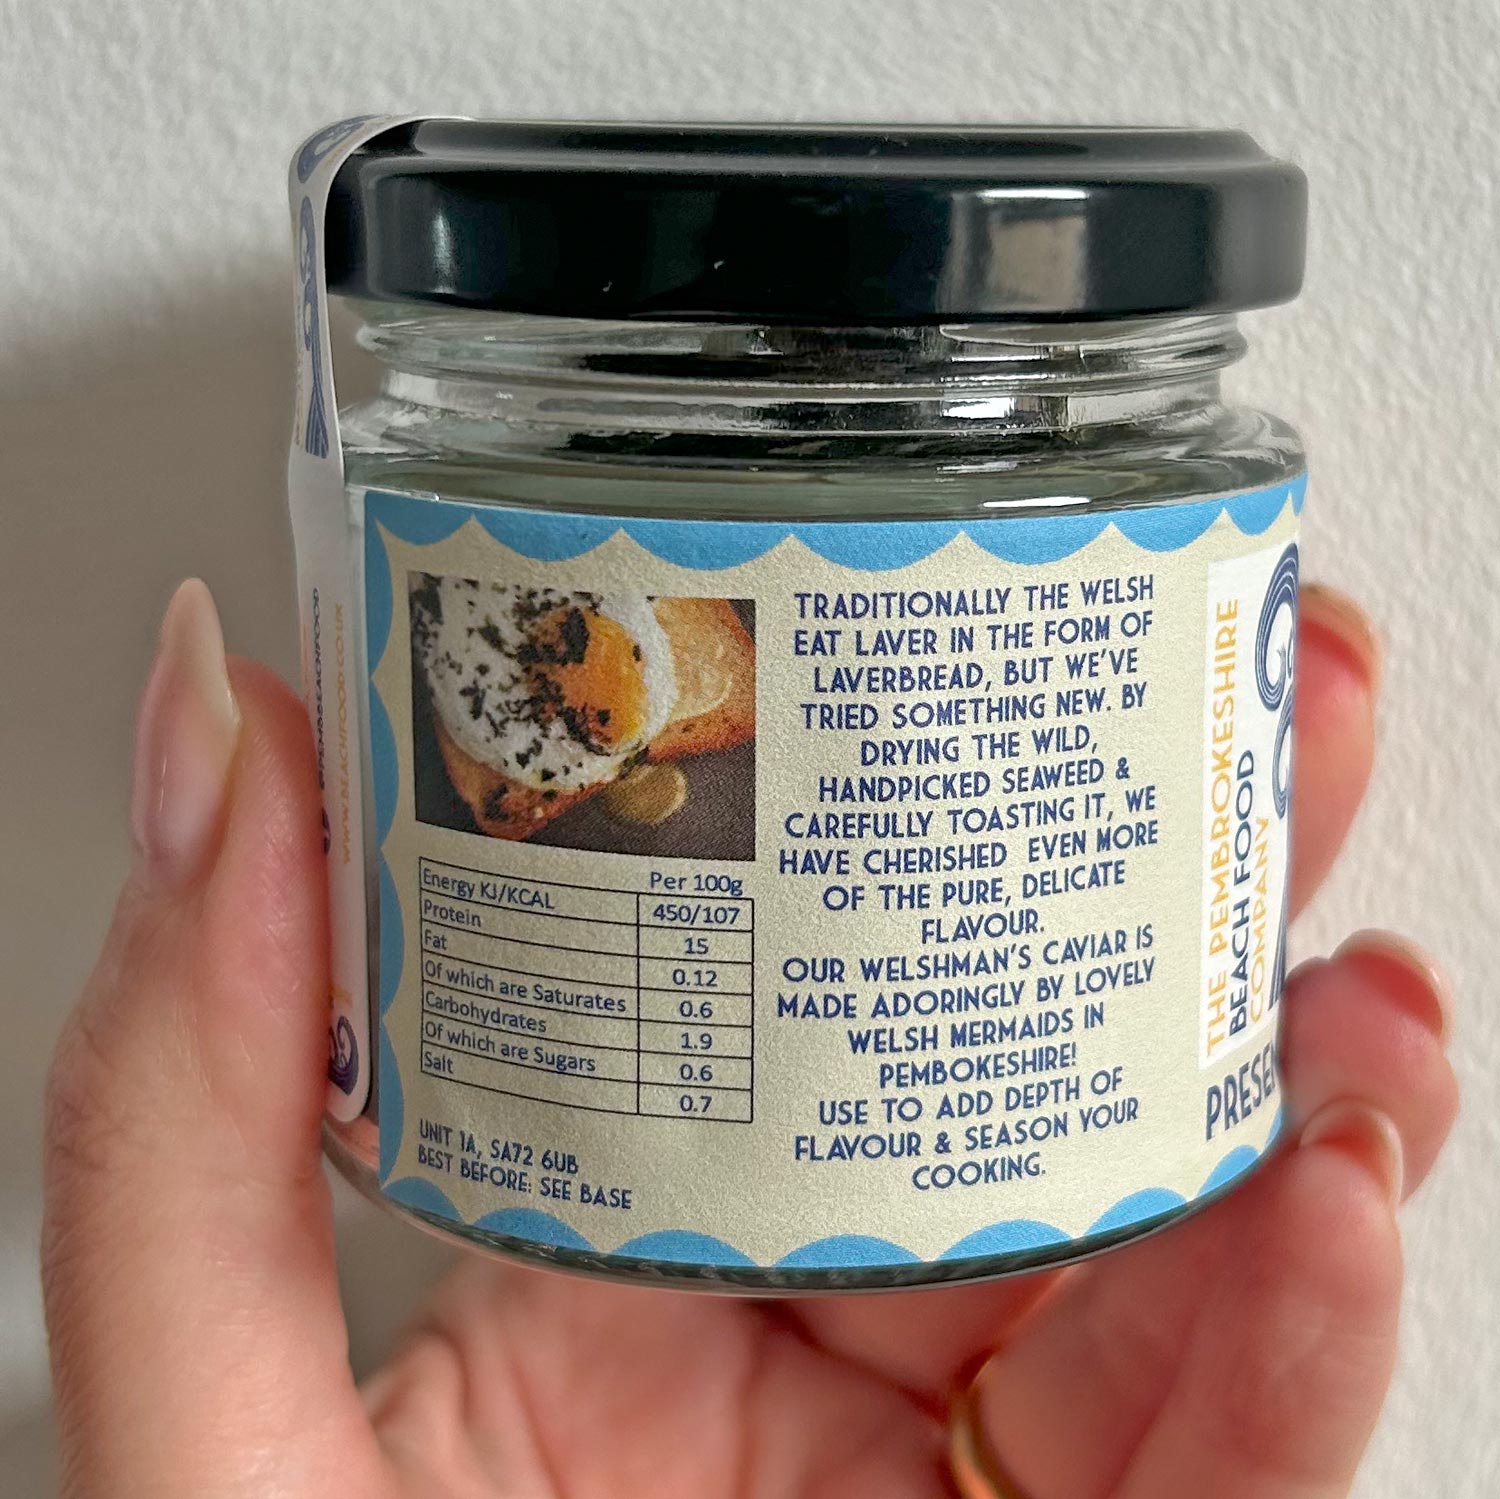 TRADITIONALLY THE WELSH
EAT LAVER IN THE FORM OF
LAVERBREAD, BUT WE'VE
TRIED SOMETHING NEW. BY
DRYING THE WILD,
HANDPICKED SEAWEED &
CAREFULLY TOASTING IT, WE
HAVE CHERISHED EVEN MORE
OF THE PURE, DELICATE
FLAVOUR.
OUR WELSHMAN'S CAVIAR IS
MADE ADORINGLY BY LOVELY
WELSH MERMAIDS IN
PEMBOKESHIRE!
USE TO ADD DEPTH OF
FLAVOUR & SEASON YOUR
COOKING.
Per 100g
Energy KJ/KCAL 450/107
Protein 15
Fat 0.12
Of which are Saturates 0.6
Carbohydrates 1.9
Of which are Sugars 0.6
Salt 0.7
UNIT 1A, SA72 6UB
BEST BEFORE: SEE BASE
THE PEMBROKESHIRE
BEACH FOOD
COMPANY
PRESEN
WWW.BEACHFOOD.CO.UK